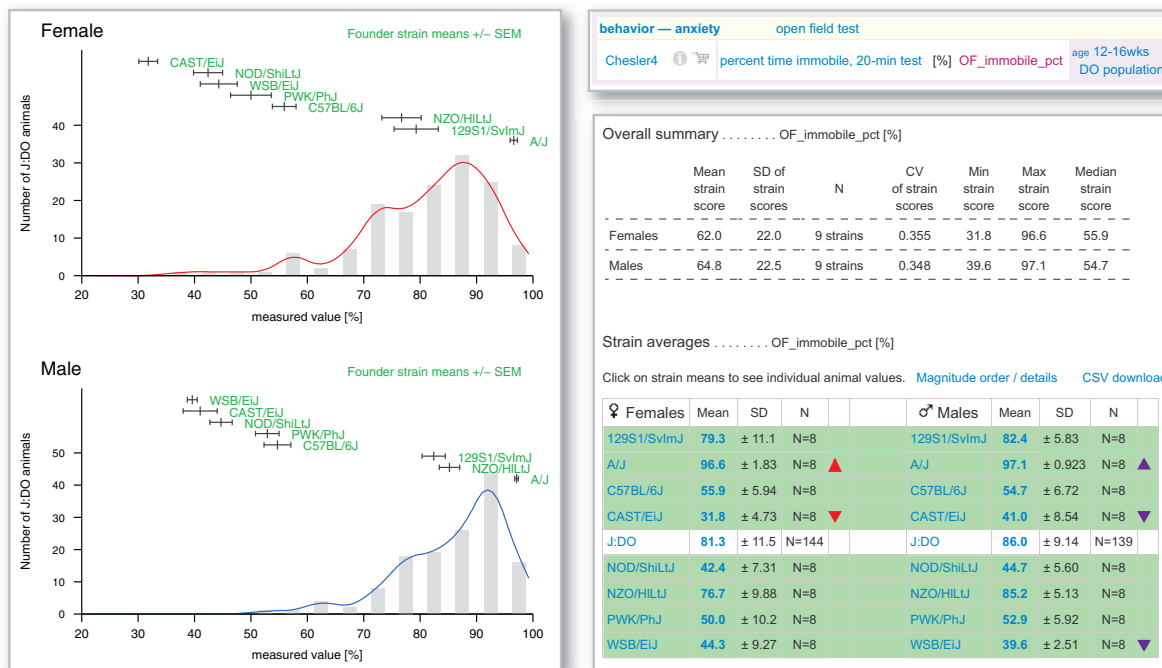 Female
Founder strain means +/− SEM
CAST/EiJ
NOD/ShiLtJ
WSB/EiJ
PWK/PhJ
C57BL/6J
NZO/HlLtJ
129S1/SvImJ
A/J
Number of J:DO animals
40
30
20
10
0
20 30 40 50 60 70 80 90 100
measured value [%]
Male
Founder strain means +/− SEM
WSB/EiJ
CAST/EiJ
NOD/ShiLtJ
PWK/PhJ
C57BL/6J
129S1/SvImJ
NZO/HlLtJ
A/J
Number of J:DO animals
50
40
30
20
10
0
20 30 40 50 60 70 80 90 100
measured value [%]
behavior — anxiety open field test
Chesler4 i percent time immobile, 20-min test [%] OF_immobile_pct age 12-16wks
DO population
Overall summary . . . . . . . . OF_immobile_pct [%]
Mean strain score SD of strain scores N CV of strain scores Min strain score Max strain score Median strain score
Females 62.0 22.0 9 strains 0.355 31.8 96.6 55.9
Males 64.8 22.5 9 strains 0.348 39.6 97.1 54.7
Strain averages . . . . . . . . OF_immobile_pct [%]
Click on strain means to see individual animal values. Magnitude order / details CSV download
♀ Females Mean SD N ♂ Males Mean SD N
129S1/SvImJ 79.3 ± 11.1 N=8 129S1/SvImJ 82.4 ± 5.83 N=8
A/J 96.6 ± 1.83 N=8 ▲ A/J 97.1 ± 0.923 N=8 ▲
C57BL/6J 55.9 ± 5.94 N=8 C57BL/6J 54.7 ± 6.72 N=8
CAST/EiJ 31.8 ± 4.73 N=8 ▼ CAST/EiJ 41.0 ± 8.54 N=8 ▼
J:DO 81.3 ± 11.5 N=144 J:DO 86.0 ± 9.14 N=139
NOD/ShiLtJ 42.4 ± 7.31 N=8 NOD/ShiLtJ 44.7 ± 5.60 N=8
NZO/HlLtJ 76.7 ± 9.88 N=8 NZO/HlLtJ 85.2 ± 5.13 N=8
PWK/PhJ 50.0 ± 10.2 N=8 PWK/PhJ 52.9 ± 5.92 N=8
WSB/EiJ 44.3 ± 9.27 N=8 WSB/EiJ 39.6 ± 2.51 N=8 ▼